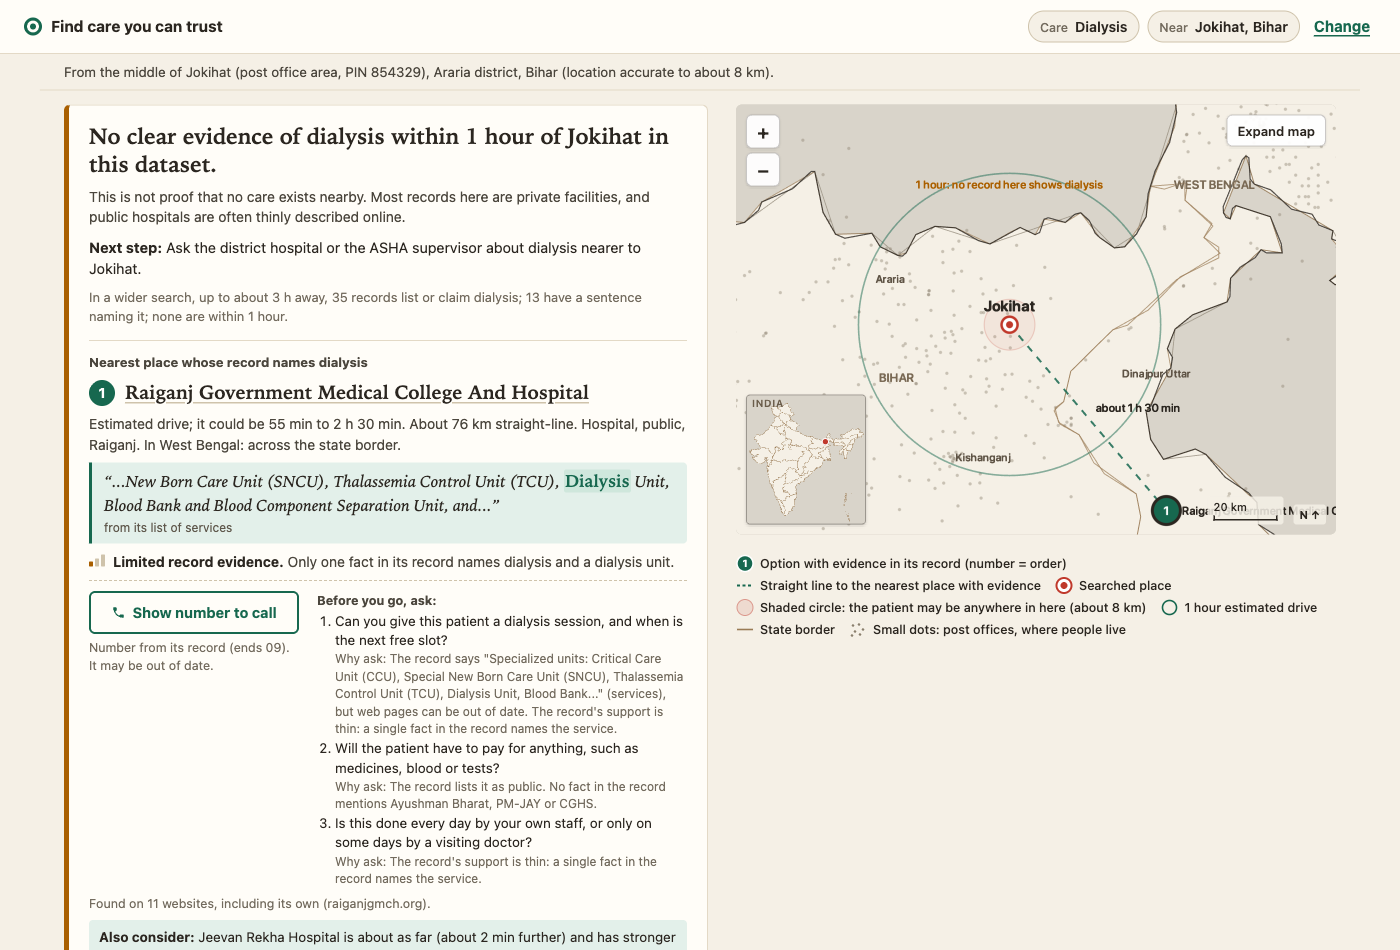 Find care you can trust
Care Dialysis
Near Jokihat, Bihar
Change
From the middle of Jokihat (post office area, PIN 854329), Araria district, Bihar (location accurate to about 8 km).
No clear evidence of dialysis within 1 hour of Jokihat in
this dataset.
This is not proof that no care exists nearby. Most records here are private facilities, and
public hospitals are often thinly described online.
Next step: Ask the district hospital or the ASHA supervisor about dialysis nearer to
Jokihat.
In a wider search, up to about 3 h away, 35 records list or claim dialysis; 13 have a sentence
naming it; none are within 1 hour.
Nearest place whose record names dialysis
1 Raiganj Government Medical College And Hospital
Estimated drive; it could be 55 min to 2 h 30 min. About 76 km straight-line. Hospital, public,
Raiganj. In West Bengal: across the state border.
“…New Born Care Unit (SNCU), Thalassemia Control Unit (TCU), Dialysis Unit,
Blood Bank and Blood Component Separation Unit, and…”
from its list of services
Limited record evidence. Only one fact in its record names dialysis and a dialysis unit.
Show number to call
Number from its record (ends 09).
It may be out of date.
Before you go, ask:
1. Can you give this patient a dialysis session, and when is
the next free slot?
Why ask: The record says "Specialized units: Critical Care
Unit (CCU), Special New Born Care Unit (SNCU), Thalassemia
Control Unit (TCU), Dialysis Unit, Blood Bank..." (services),
but web pages can be out of date. The record's support is
thin: a single fact in the record names the service.
2. Will the patient have to pay for anything, such as
medicines, blood or tests?
Why ask: The record lists it as public. No fact in the record
mentions Ayushman Bharat, PM-JAY or CGHS.
3. Is this done every day by your own staff, or only on
some days by a visiting doctor?
Why ask: The record's support is thin: a single fact in the
record names the service.
Found on 11 websites, including its own (raiganjgmch.org).
Also consider: Jeevan Rekha Hospital is about as far (about 2 min further) and has stronger
+
−
Expand map
1 hour: no record here shows dialysis
WEST BENGAL
Araria
Jokihat
BIHAR
Dinajpur Uttar
about 1 h 30 min
INDIA
Kishanganj
1
20 km
N ↑
1 Option with evidence in its record (number = order)
Straight line to the nearest place with evidence
Searched place
Shaded circle: the patient may be anywhere in here (about 8 km)
1 hour estimated drive
State border
Small dots: post offices, where people live